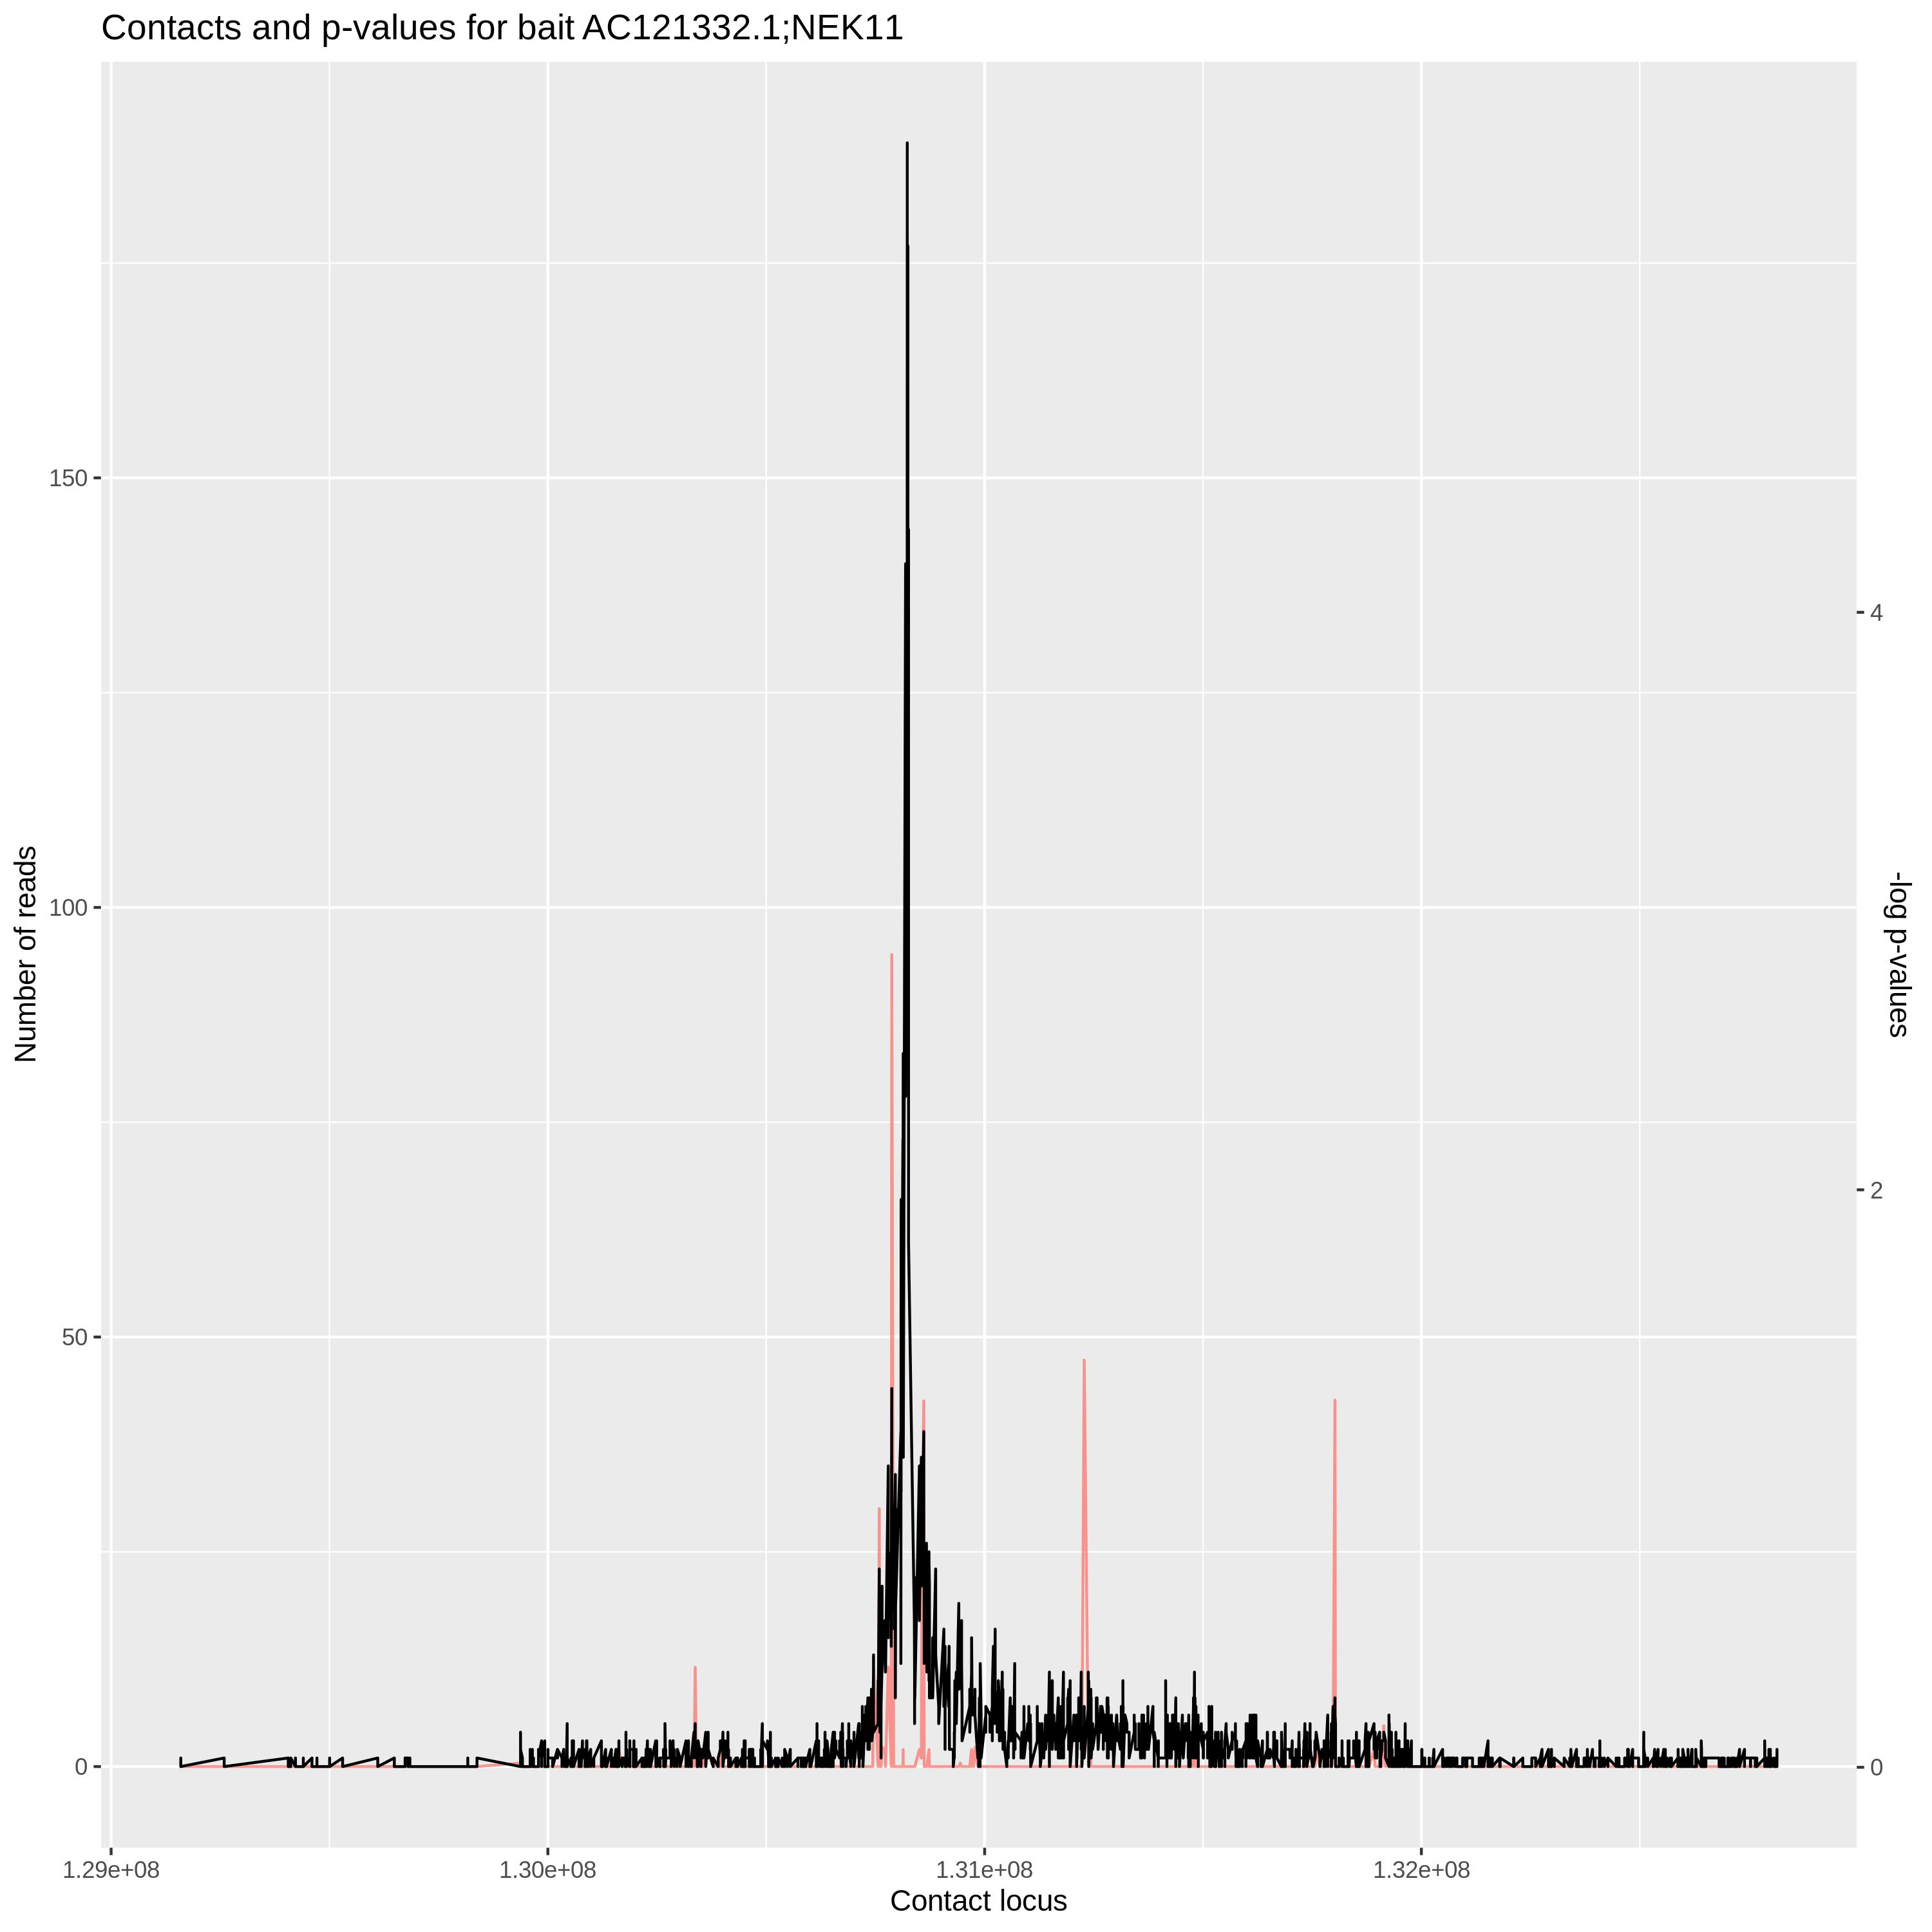 Contacts and p-values for bait AC121332.1;NEK11
150
100
50
0
Number of reads
4
2
0
-log p-values
1.29e+08
1.30e+08
1.31e+08
1.32e+08
Contact locus